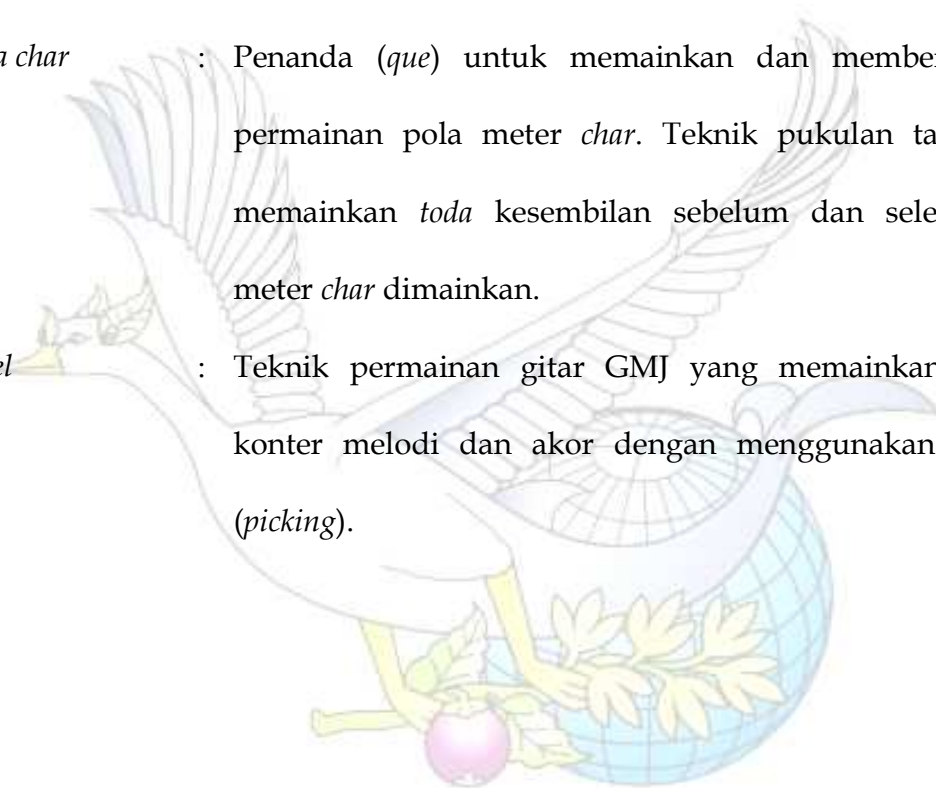 a char : Penanda (que) untuk memainkan dan member
permainan pola meter char. Teknik pukulan ta
memainkan toda kesembilan sebelum dan sele
meter char dimainkan.
el : Teknik permainan gitar GMJ yang memainkan
konter melodi dan akor dengan menggunakan
(picking).